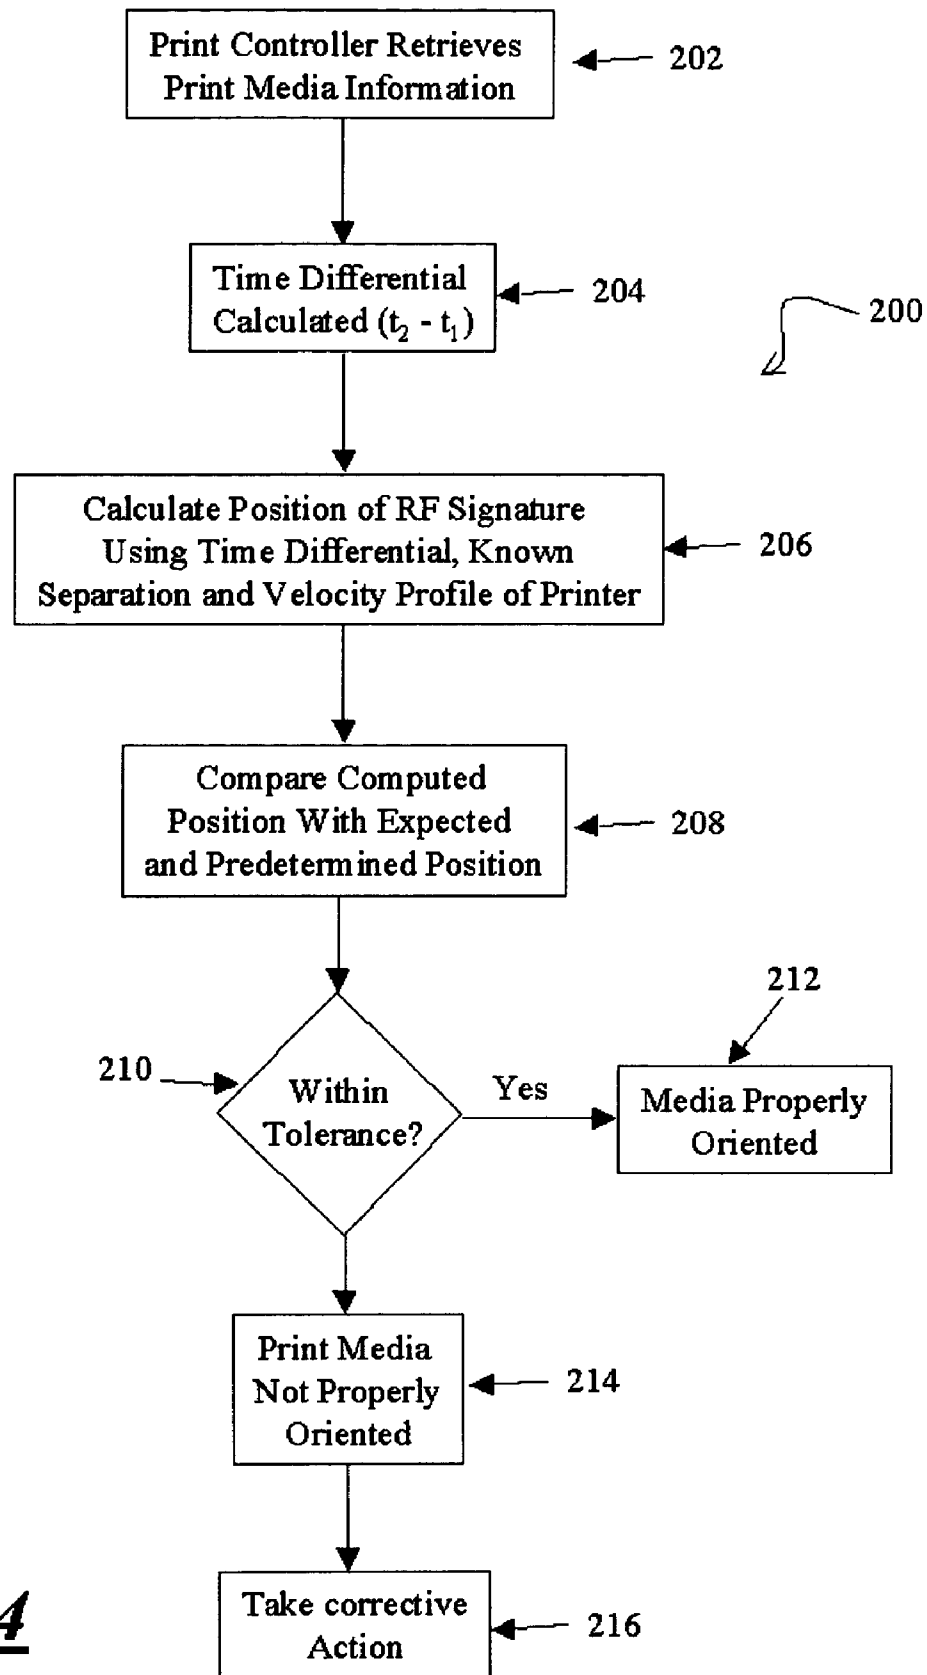 Print Controller Retrieves
Print Media Information
202
Time Differential
Calculated (t₂ - t₁)
204
200
Calculate Position of RF Signature
Using Time Differential, Known
Separation and Velocity Profile of Printer
206
Compare Computed
Position With Expected
and Predetermined Position
208
212
210
Within
Tolerance?
Yes
Media Properly
Oriented
Print Media
Not Properly
Oriented
214
Take corrective
Action
216
4